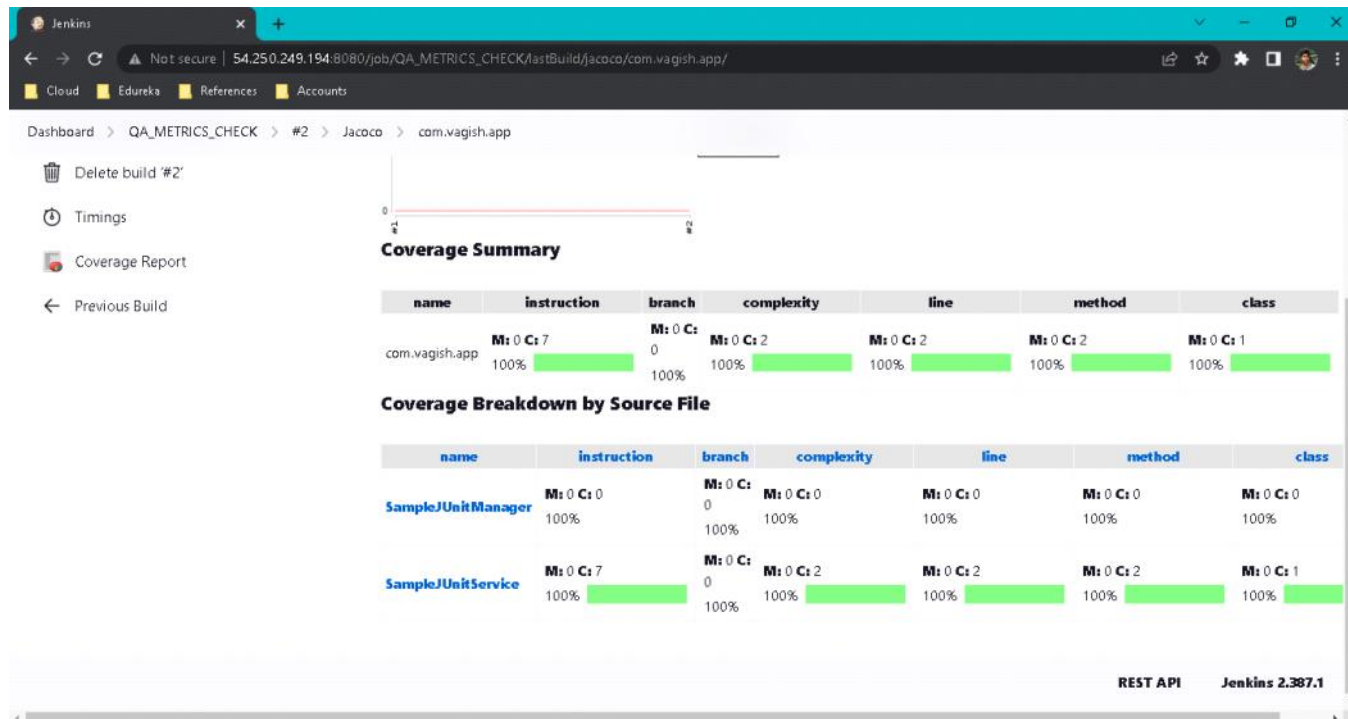 Jenkins
Not secure | 54.250.249.194:8080/job/QA_METRICS_CHECK/lastBuild/jacoco/com.vagish.app/
Cloud Edureka References Accounts
Dashboard > QA_METRICS_CHECK > #2 > Jacoco > com.vagish.app
Delete build '#2'
Timings
Coverage Report
Previous Build
0
#1 #2
Coverage Summary
name instruction branch complexity line method class
com.vagish.app M: 0 C: 7 100% M: 0 C: 0 100% M: 0 C: 2 100% M: 0 C: 2 100% M: 0 C: 2 100% M: 0 C: 1 100%
Coverage Breakdown by Source File
name instruction branch complexity line method class
SampleJUnitManager M: 0 C: 0 100% M: 0 C: 0 100% M: 0 C: 0 100% M: 0 C: 0 100% M: 0 C: 0 100% M: 0 C: 0 100%
SampleJUnitService M: 0 C: 7 100% M: 0 C: 0 100% M: 0 C: 2 100% M: 0 C: 2 100% M: 0 C: 2 100% M: 0 C: 1 100%
REST API Jenkins 2.387.1